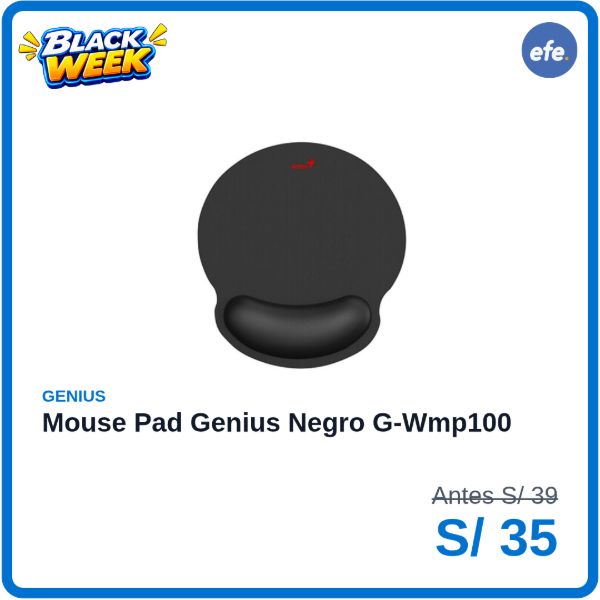 BLACK
WEEK
efe.
GENIUS
Mouse Pad Genius Negro G-Wmp100
Antes S/ 39
S/ 35